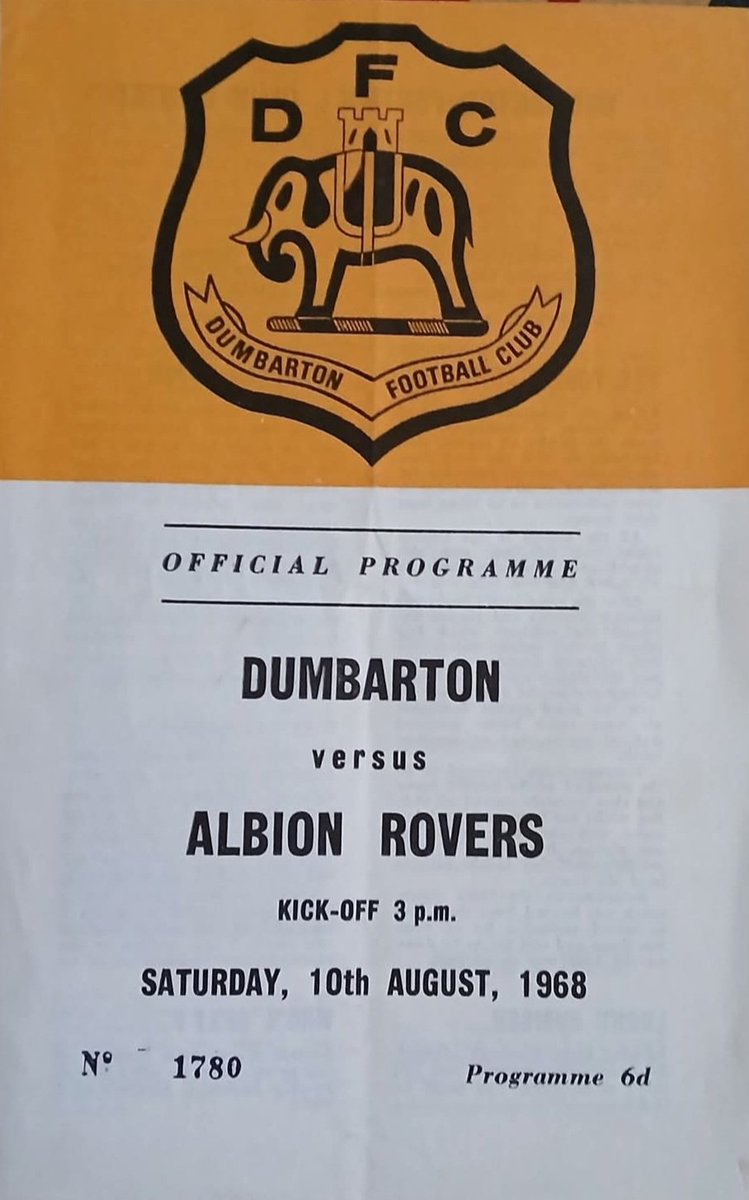 D F C
DUMBARTON FOOTBALL CLUB
OFFICIAL PROGRAMME
DUMBARTON
versus
ALBION ROVERS
KICK-OFF 3 p.m.
SATURDAY, 10th AUGUST, 1968
Nº 1780
Programme 6d